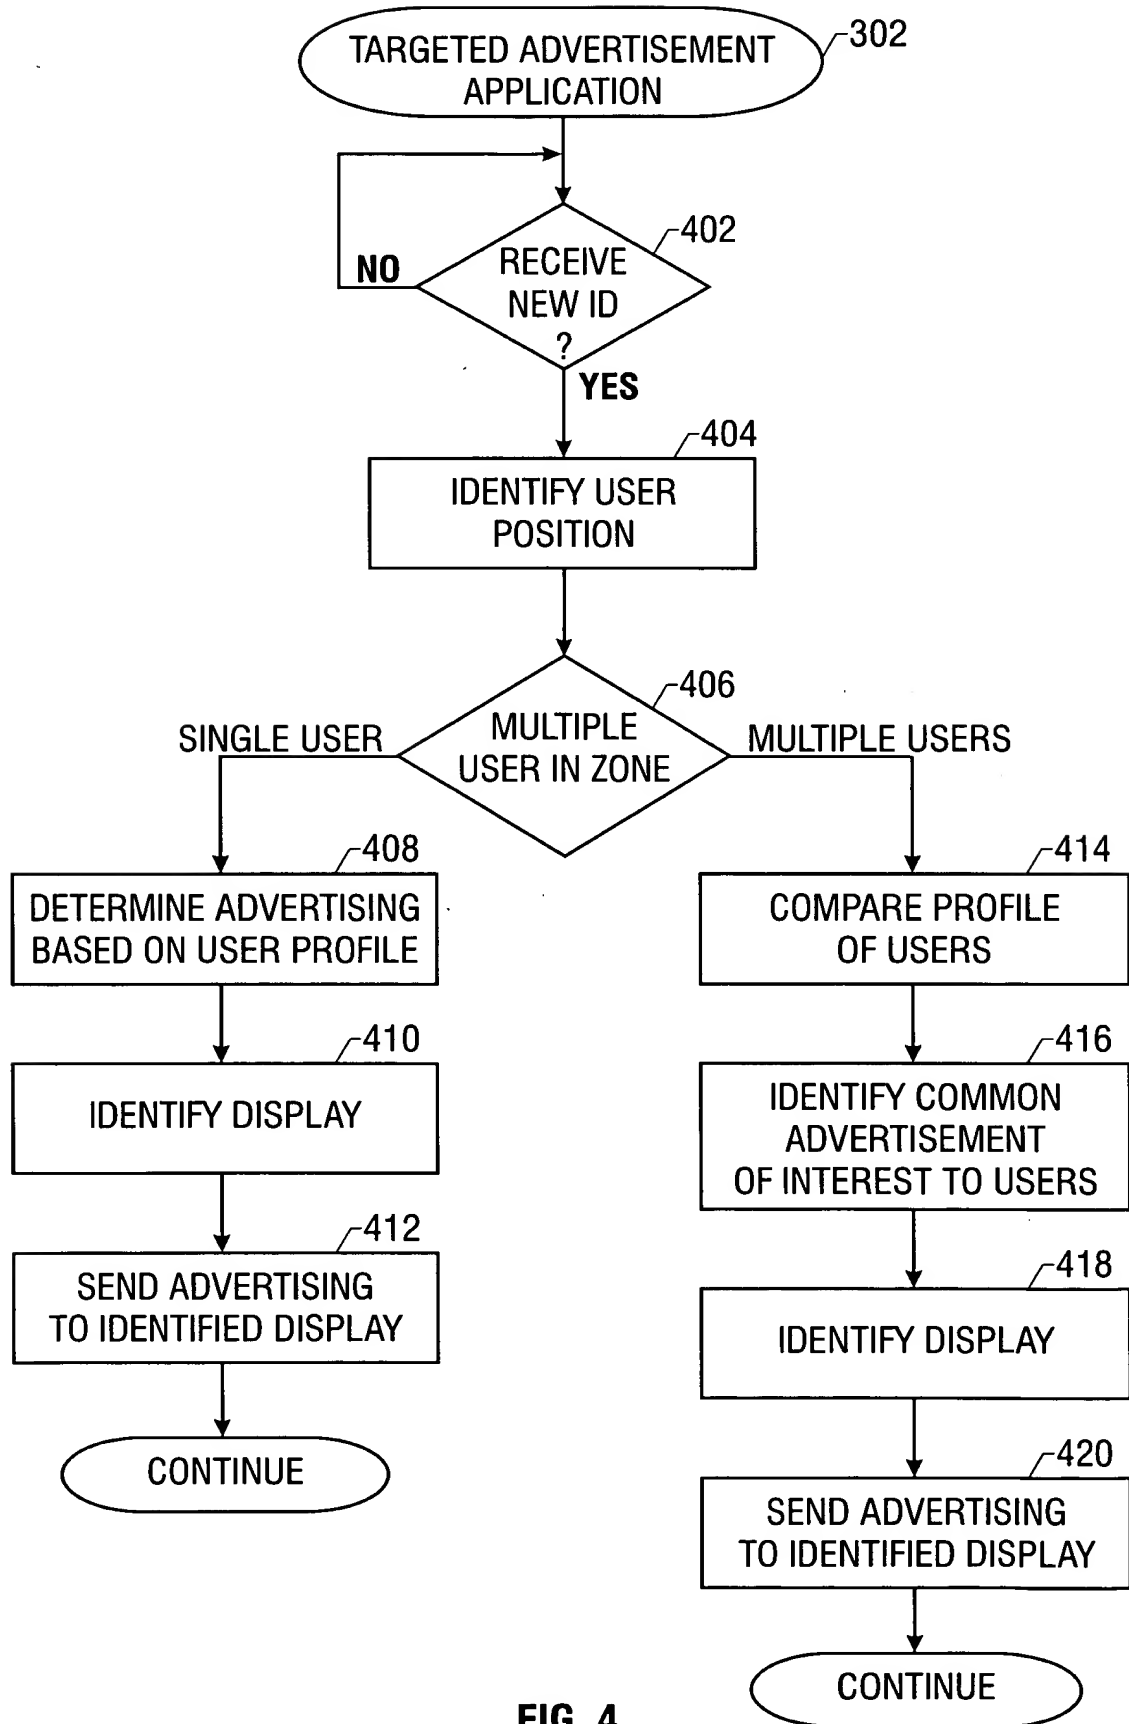 TARGETED ADVERTISEMENT
APPLICATION
302
402
RECEIVE
NEW ID
?
NO
YES
404
IDENTIFY USER
POSITION
406
MULTIPLE
USER IN ZONE
SINGLE USER
MULTIPLE USERS
408
DETERMINE ADVERTISING
BASED ON USER PROFILE
410
IDENTIFY DISPLAY
412
SEND ADVERTISING
TO IDENTIFIED DISPLAY
CONTINUE
414
COMPARE PROFILE
OF USERS
416
IDENTIFY COMMON
ADVERTISEMENT
OF INTEREST TO USERS
418
IDENTIFY DISPLAY
420
SEND ADVERTISING
TO IDENTIFIED DISPLAY
CONTINUE
FIG. 4